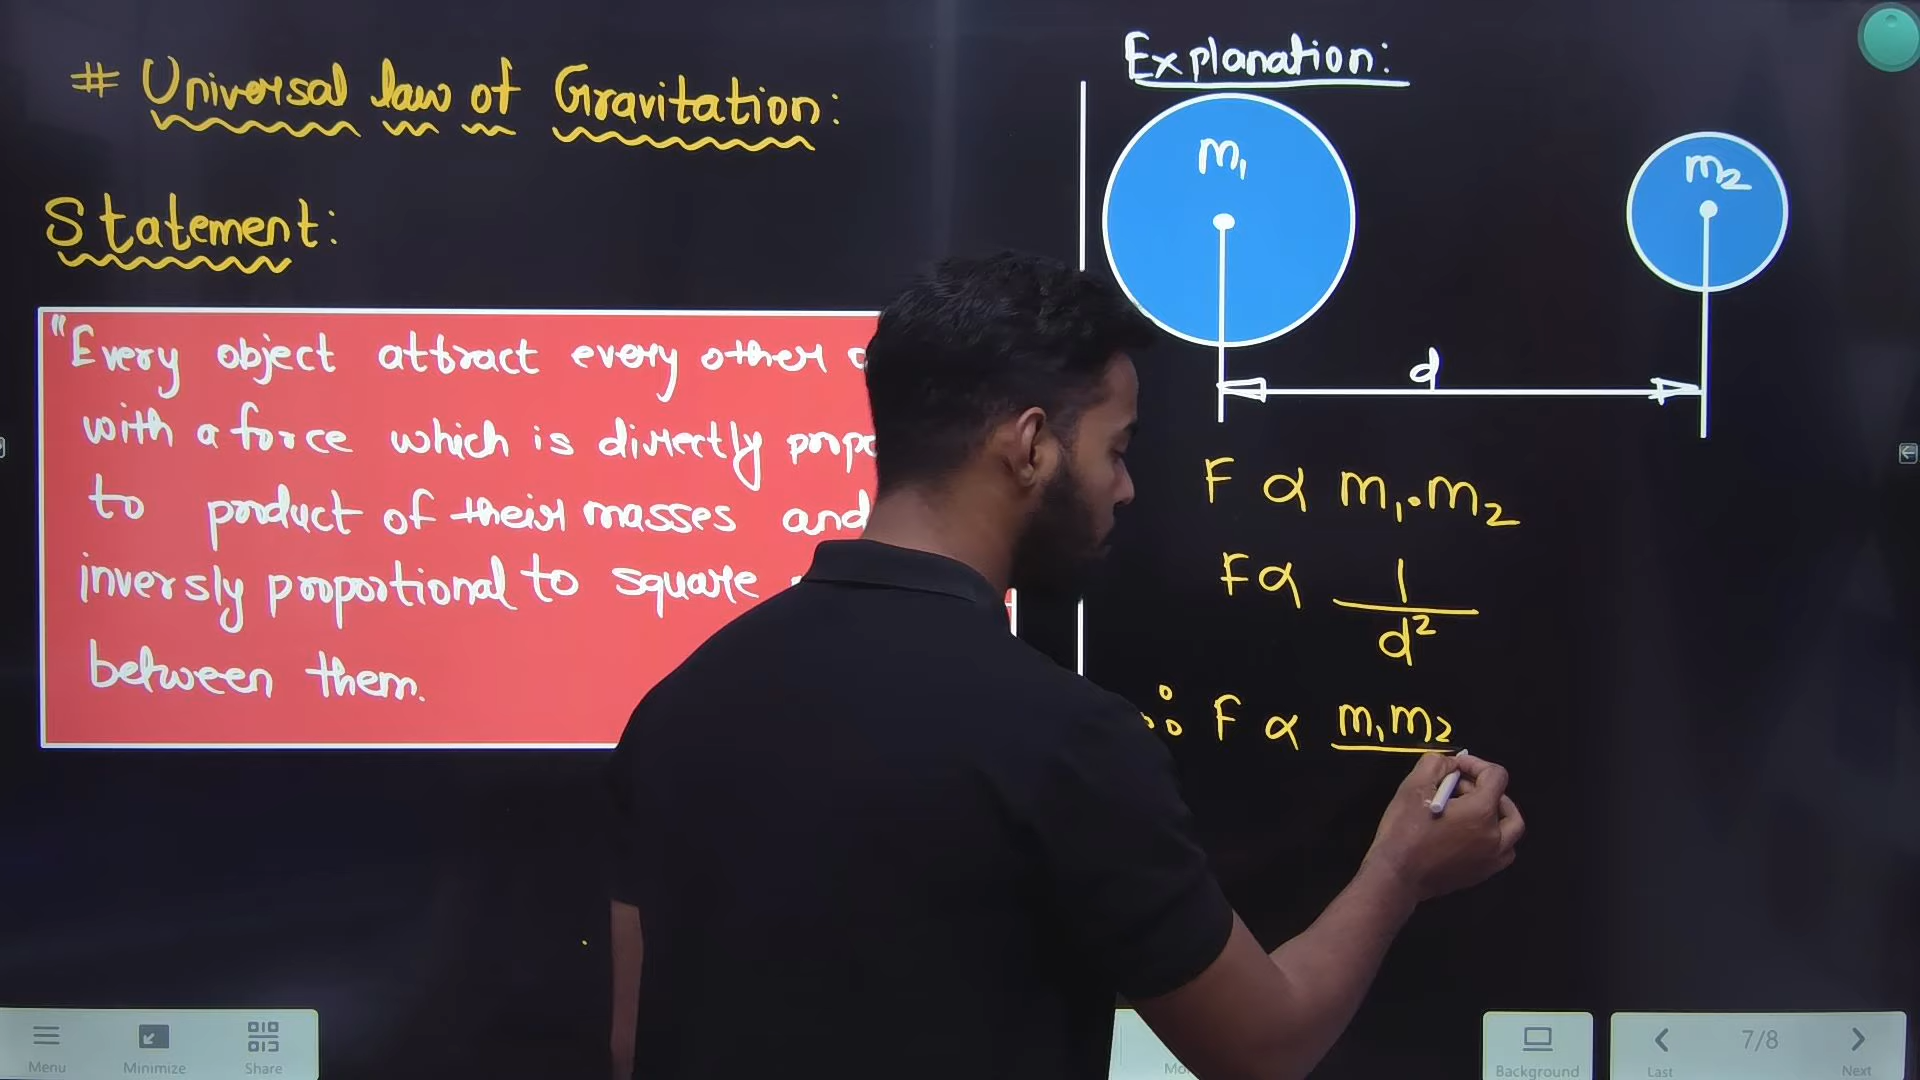 # Universal law of Gravitation:
Statement:
"Every object attract every other
with a force which is directly
to product of their masses and
inversly proportional to square
between them.
Explanation:
m₁
m₂
d
F ∝ m₁.m₂
F ∝ 1/d²
∴ F ∝ m₁m₂
Menu
Minimize
Share
Background
Last
7/8
Next